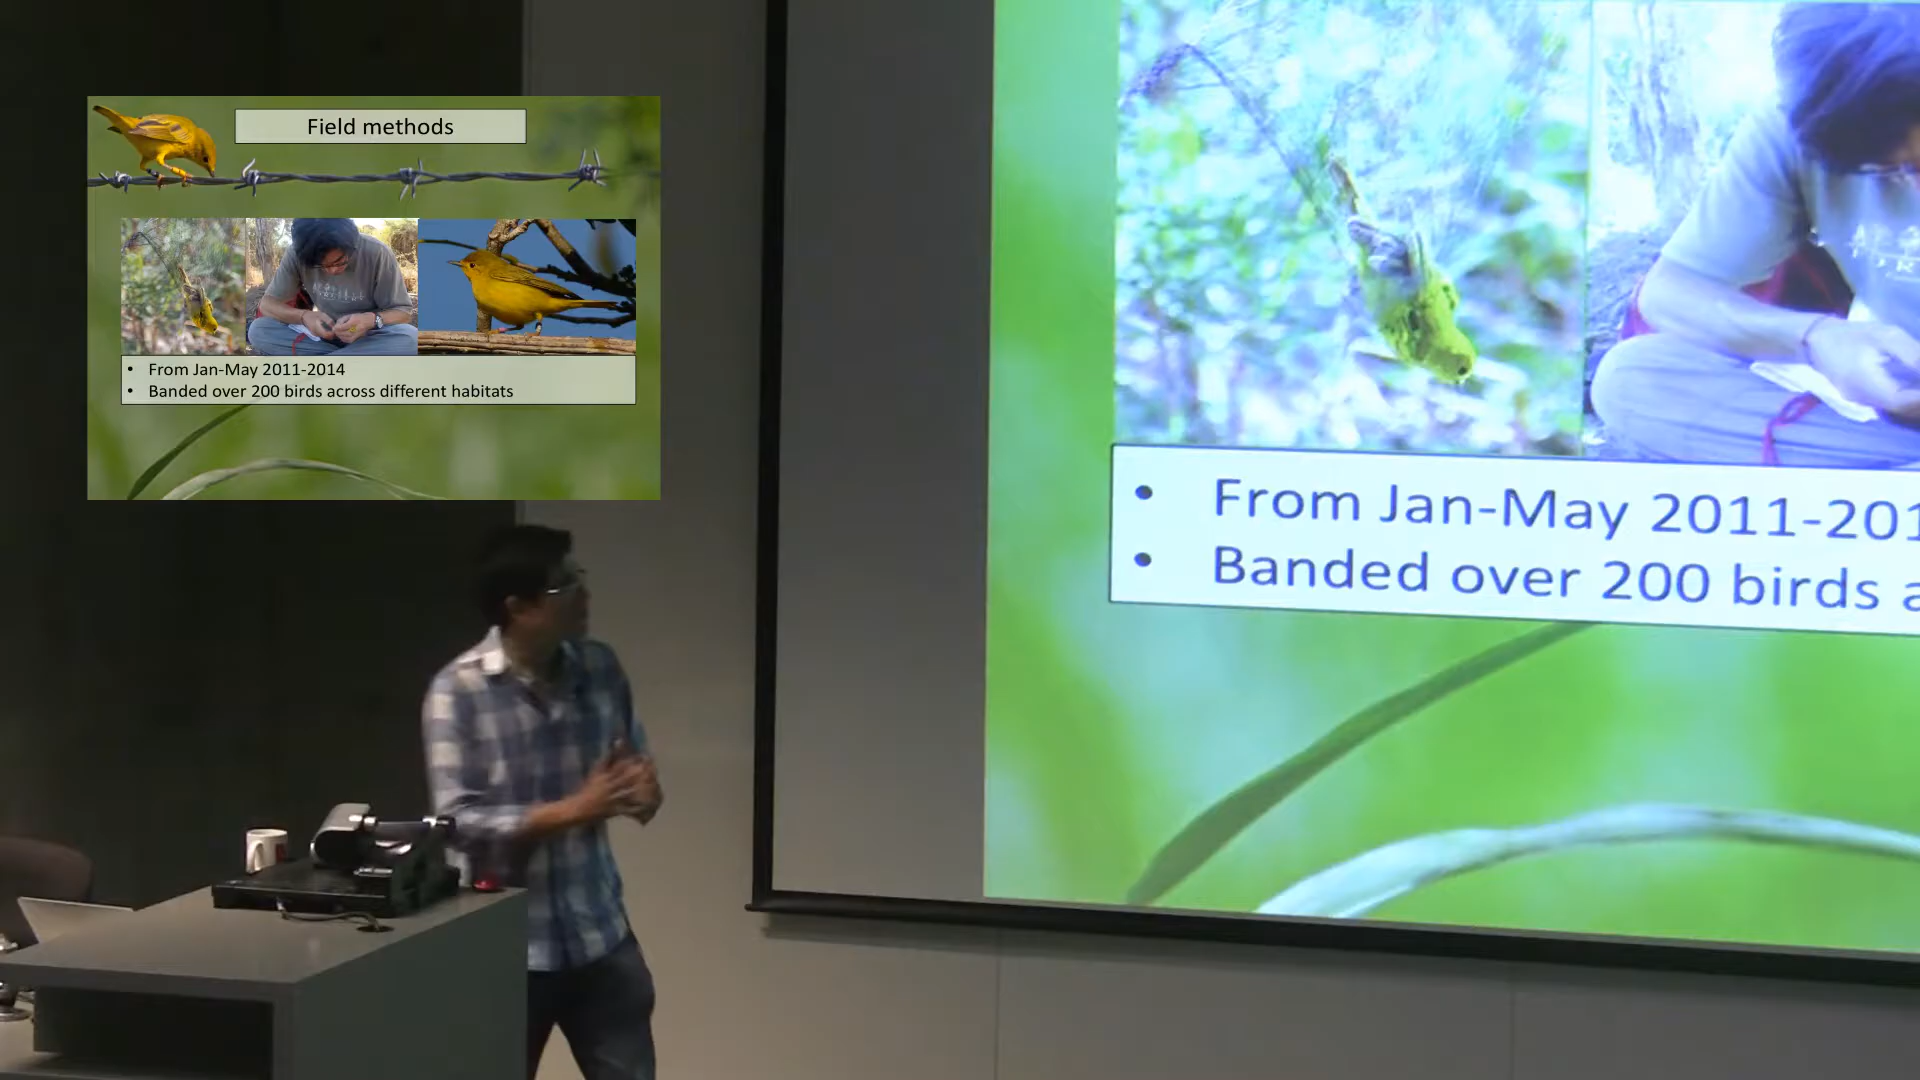 Field methods
• From Jan-May 2011-2014
• Banded over 200 birds across different habitats
• From Jan-May 2011-201
• Banded over 200 birds a